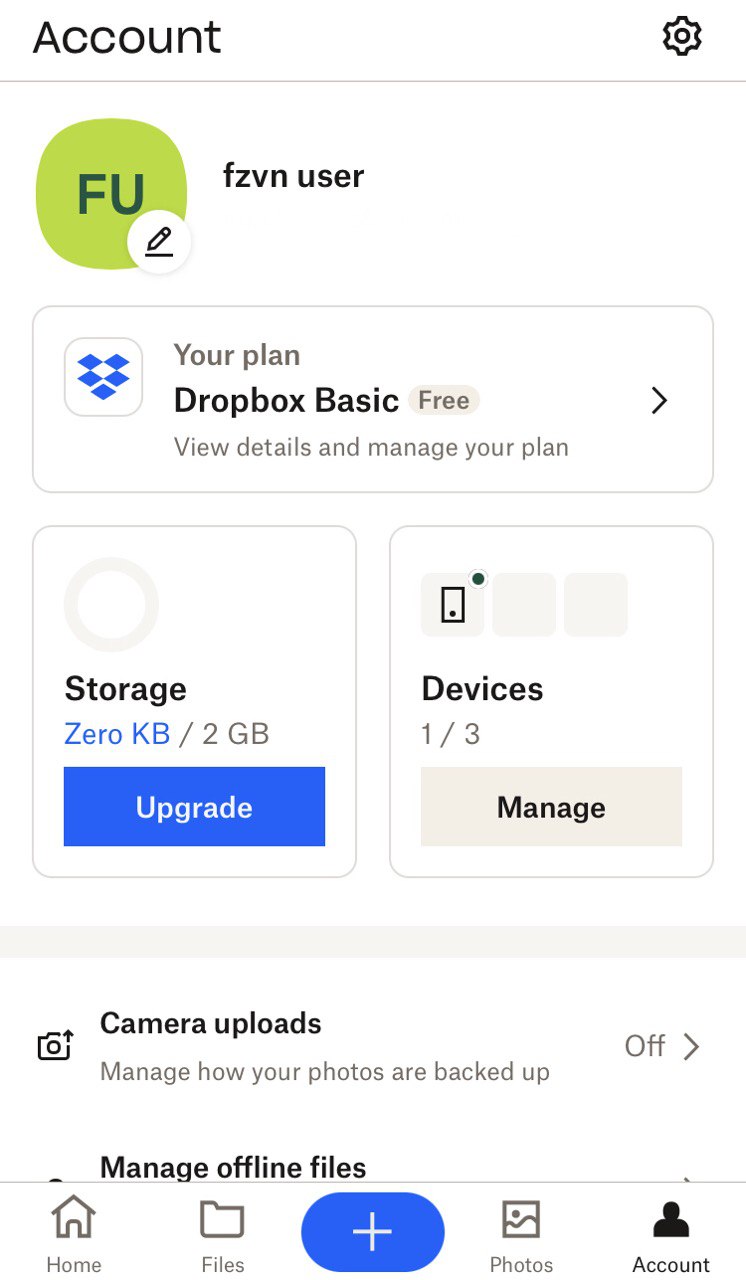 Account
FU
fzvn user
Your plan
Dropbox Basic Free
View details and manage your plan
Storage
Zero KB / 2 GB
Upgrade
Devices
1 / 3
Manage
Camera uploads
Manage how your photos are backed up
Off
Manage offline files
Home
Files
Photos
Account